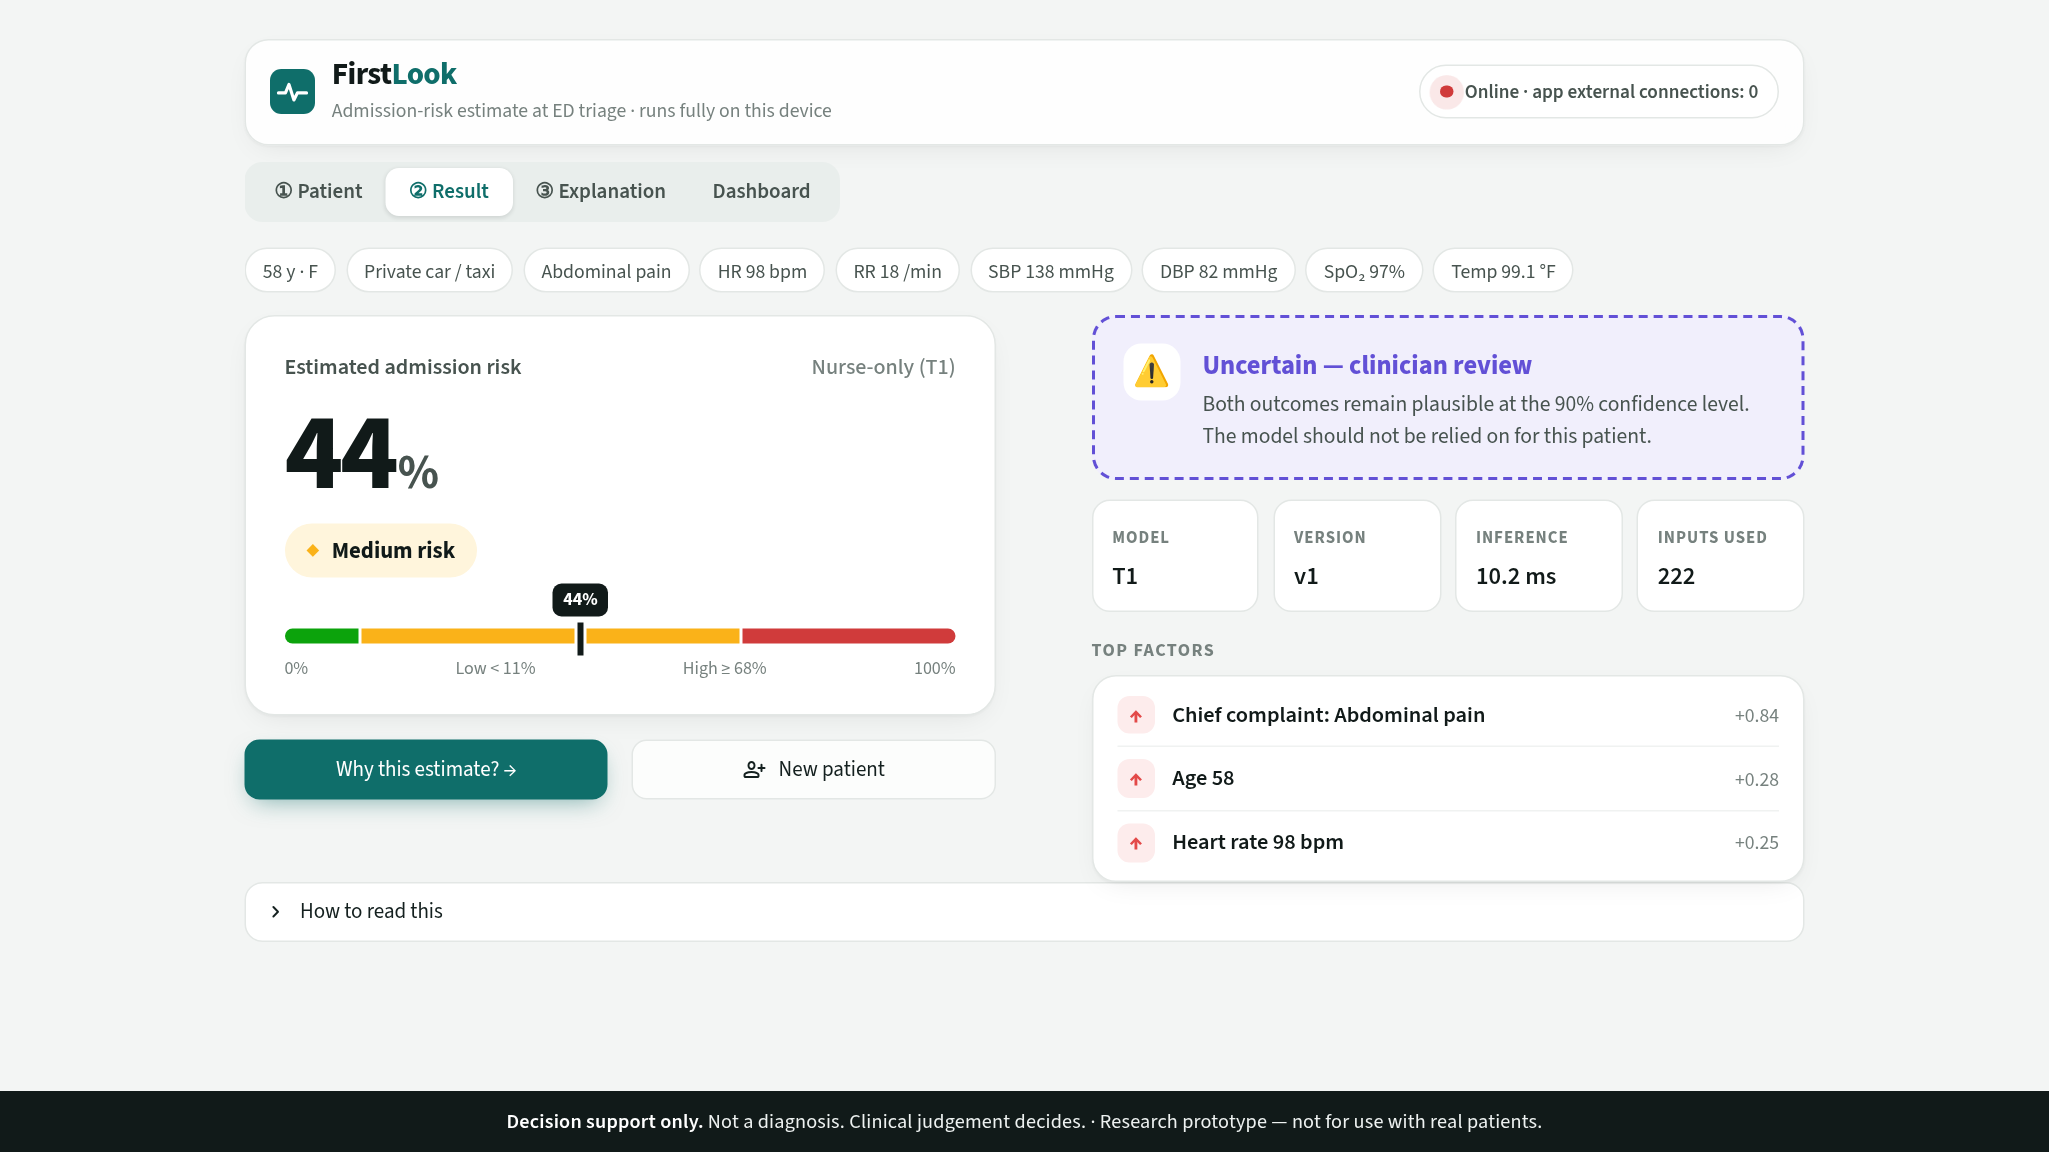 FirstLook
Admission-risk estimate at ED triage · runs fully on this device
Online · app external connections: 0
① Patient
② Result
③ Explanation
Dashboard
58 y · F
Private car / taxi
Abdominal pain
HR 98 bpm
RR 18 /min
SBP 138 mmHg
DBP 82 mmHg
SpO₂ 97%
Temp 99.1 °F
Estimated admission risk
Nurse-only (T1)
44%
Medium risk
44%
0%
Low < 11%
High ≥ 68%
100%
Why this estimate? →
New patient
Uncertain — clinician review
Both outcomes remain plausible at the 90% confidence level.
The model should not be relied on for this patient.
MODEL
T1
VERSION
v1
INFERENCE
10.2 ms
INPUTS USED
222
TOP FACTORS
Chief complaint: Abdominal pain
+0.84
Age 58
+0.28
Heart rate 98 bpm
+0.25
How to read this
Decision support only. Not a diagnosis. Clinical judgement decides. · Research prototype — not for use with real patients.